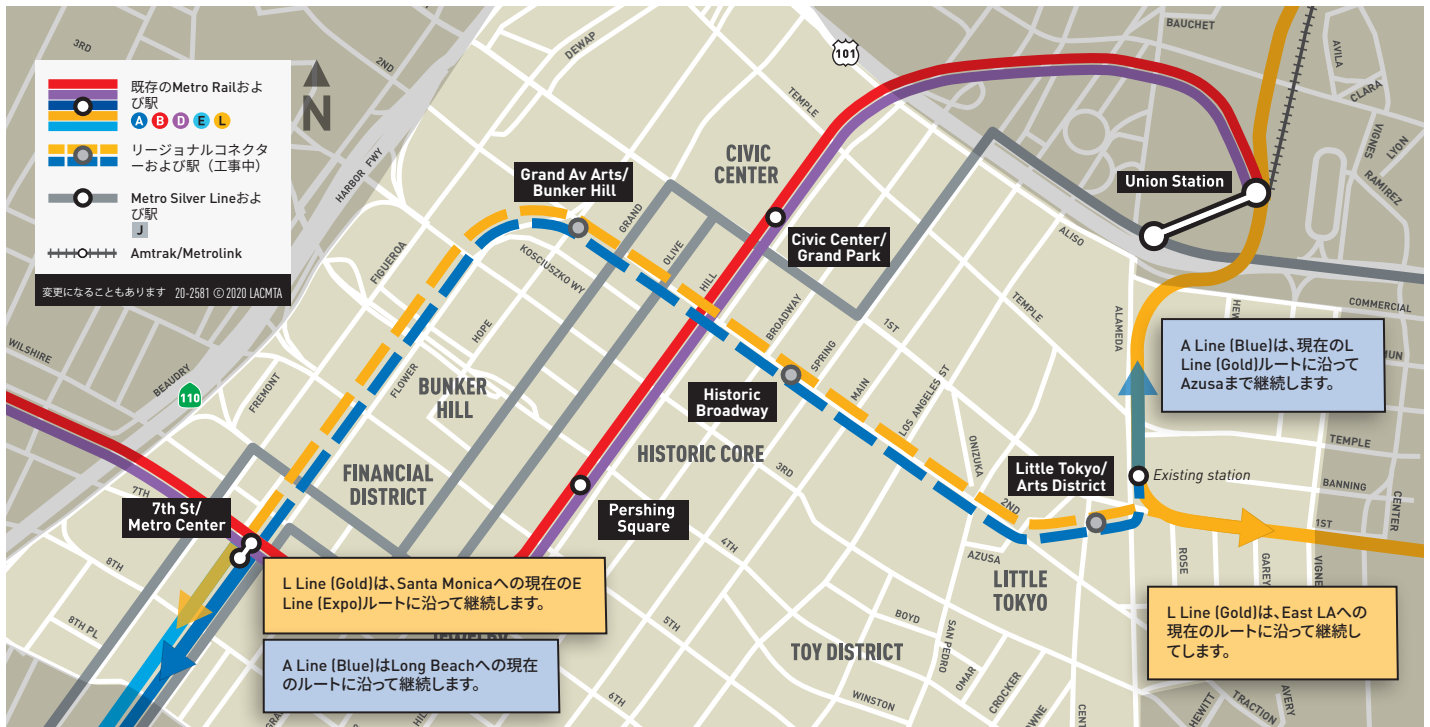 既存のMetro Railおよ
び駅
A B D E L
リージョナルコネクタ
ーおよび駅（工事中）
Metro Silver Lineおよ
び駅
J
Amtrak/Metrolink
変更になることもあります 20-2581 © 2020 LACMTA
N
3RD
2ND
DEWAP
101
BAUCHET
AVILA
CLARA
VIGNES
LYON
RAMIREZ
TEMPLE
HARBOR FWY
CIVIC
CENTER
Grand Av Arts/
Bunker Hill
Union Station
GRAND
OLIVE
HILL
Civic Center/
Grand Park
ALISO
FIGUEROA
KOSCIUSZKO WY
HOPE
FLOWER
BROADWAY
SPRING
MAIN
1ST
TEMPLE
LOS ANGELES ST
ALAMEDA
COMMERCIAL
A Line (Blue)は、現在のL
Line (Gold)ルートに沿って
Azusaまで継続します。
WILSHIRE
BEAUDRY
110
FREMONT
BUNKER
HILL
Historic
Broadway
HISTORIC CORE
3RD
ONIZUKA
2ND
TEMPLE
BANNING
CENTER
1ST
Little Tokyo/
Arts District
Existing station
FINANCIAL
DISTRICT
7TH
7th St/
Metro Center
Pershing
Square
4TH
AZUSA
LITTLE
TOKYO
ROSE
GAREY
8TH
8TH PL
L Line (Gold)は、Santa Monicaへの現在のE
Line (Expo)ルートに沿って継続します。
A Line (Blue)はLong Beachへの現在
のルートに沿って継続します。
5TH
6TH
BOYD
SAN PEDRO
OMAR
CROCKER
TOY DISTRICT
WINSTON
L Line (Gold)は、East LAへの
現在のルートに沿って継続し
てします。
HEWITT
TRACTION
AVERY